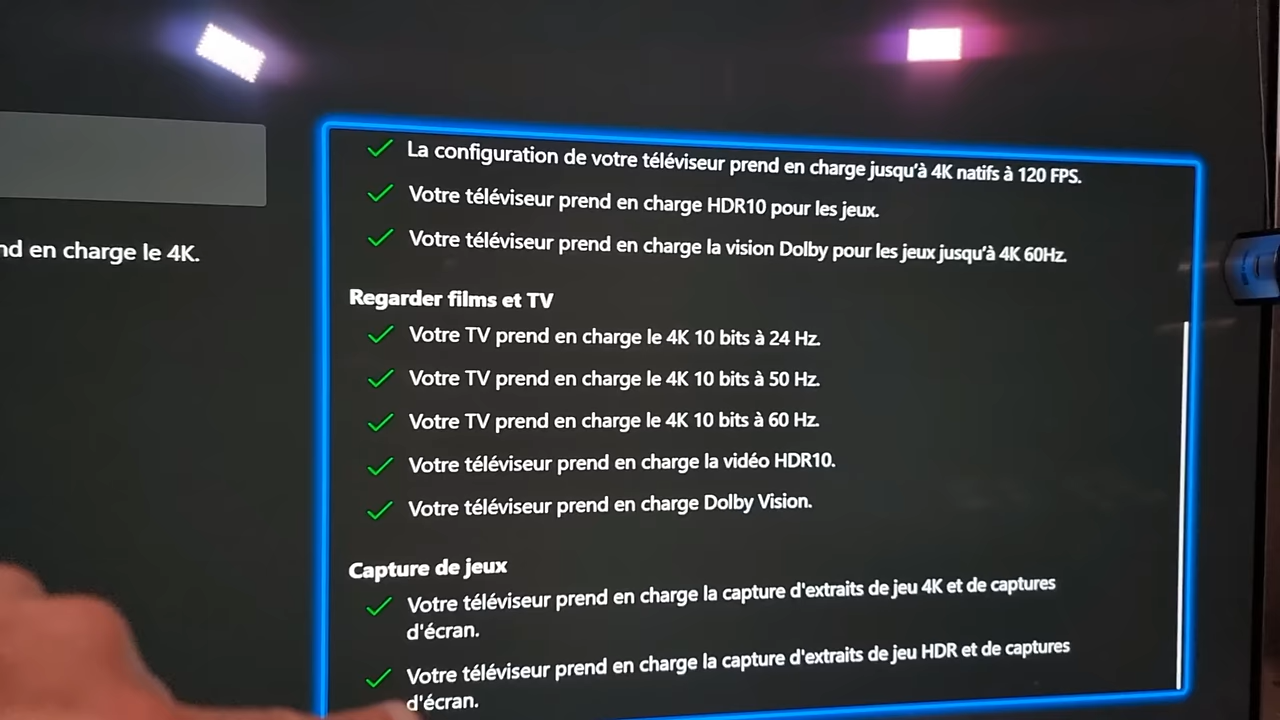 La configuration de votre téléviseur prend en charge jusqu'à 4K natifs à 120 FPS.
Votre téléviseur prend en charge HDR10 pour les jeux.
Votre téléviseur prend en charge la vision Dolby pour les jeux jusqu'à 4K 60Hz.
en charge le 4K.
Regarder films et TV
Votre TV prend en charge le 4K 10 bits à 24 Hz.
Votre TV prend en charge le 4K 10 bits à 50 Hz.
Votre TV prend en charge le 4K 10 bits à 60 Hz.
Votre téléviseur prend en charge la vidéo HDR10.
Votre téléviseur prend en charge Dolby Vision.
Capture de jeux
Votre téléviseur prend en charge la capture d'extraits de jeu 4K et de captures
d'écran.
Votre téléviseur prend en charge la capture d'extraits de jeu HDR et de captures
d'écran.